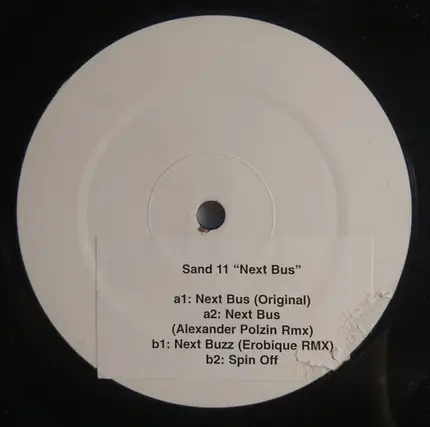 Sand 11 “Next Bus”
a1: Next Bus (Original)
a2: Next Bus
(Alexander Polzin Rmx)
b1: Next Buzz (Erobique RMX)
b2: Spin Off